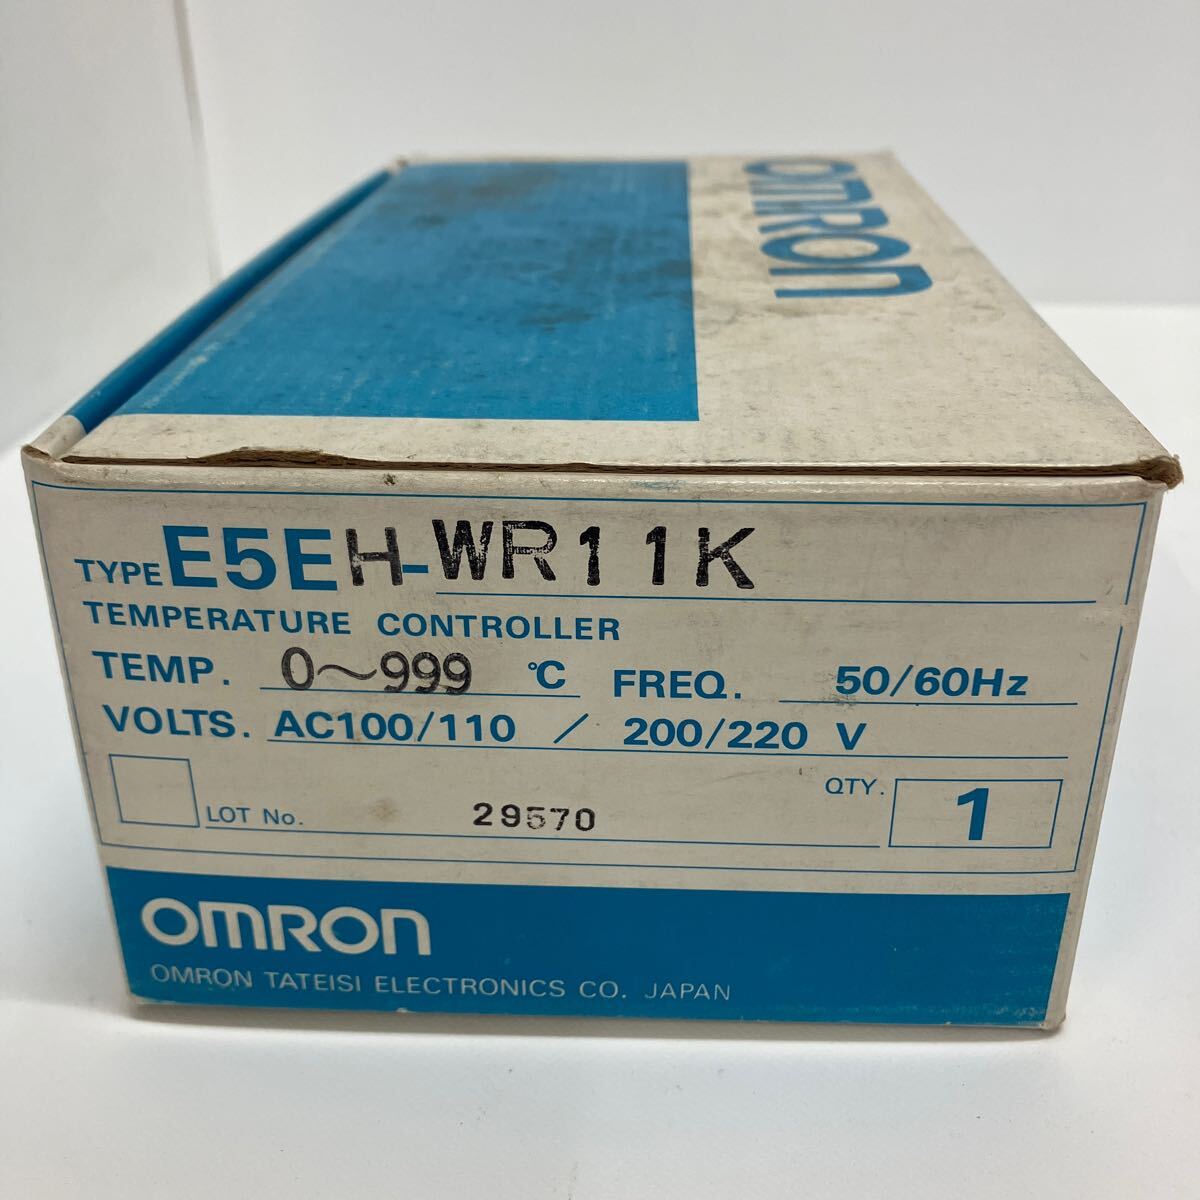 OMRON
TYPE E5EH-WR11K
TEMPERATURE CONTROLLER
TEMP. 0~999 ℃ FREQ. 50/60Hz
VOLTS. AC100/110 / 200/220 V
QTY. 1
LOT No. 29570
OMRON
OMRON TATEISI ELECTRONICS CO. JAPAN